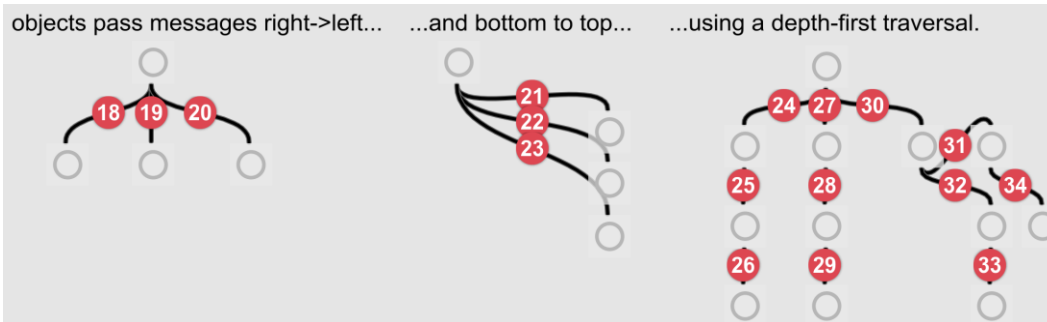 objects pass messages right->left... ...and bottom to top... ...using a depth-first traversal.
18 19 20
21
22
23
24 27 30
31
25 28 32 34
26 29 33